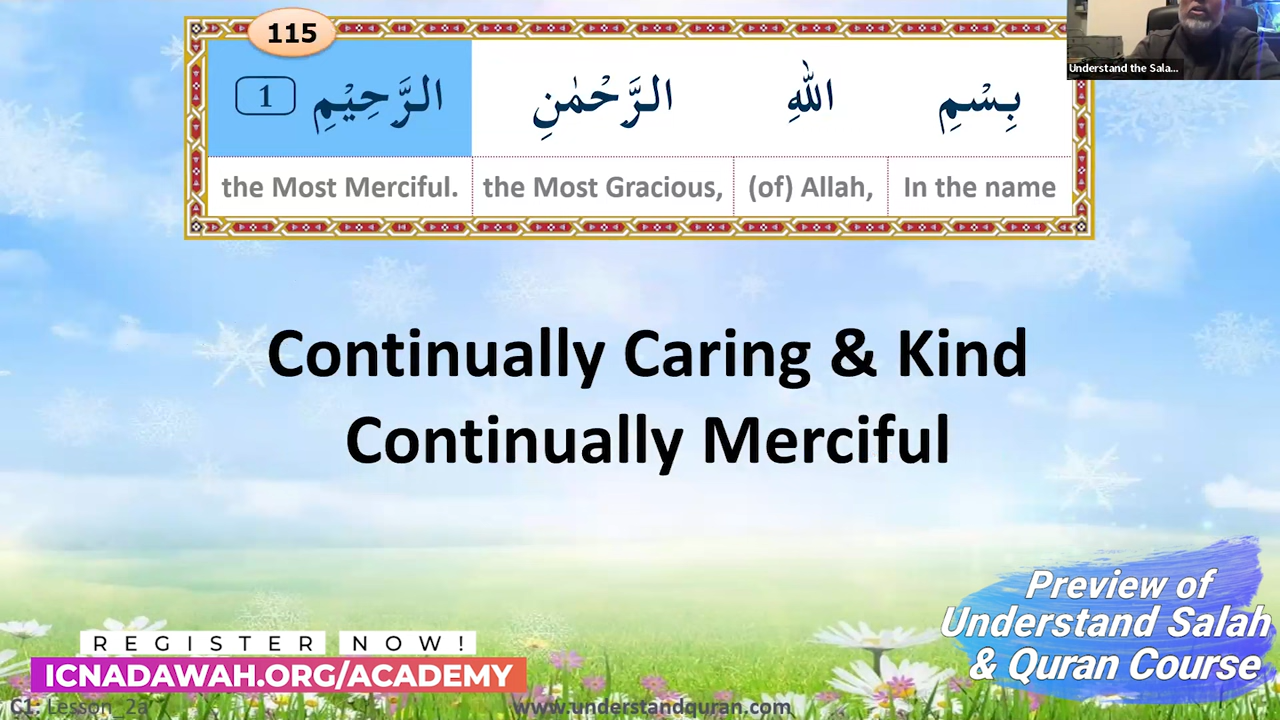 115
بِسْمِ اللهِ الرَّحْمٰنِ الرَّحِيْمِ 1
In the name (of) Allah, the Most Gracious, the Most Merciful.
Understand the Sala...
Continually Caring & Kind
Continually Merciful
Preview of
Understand Salah
& Quran Course
REGISTER NOW!
ICNADAWAH.ORG/ACADEMY
C1: Lesson_2a
www.understandquran.com